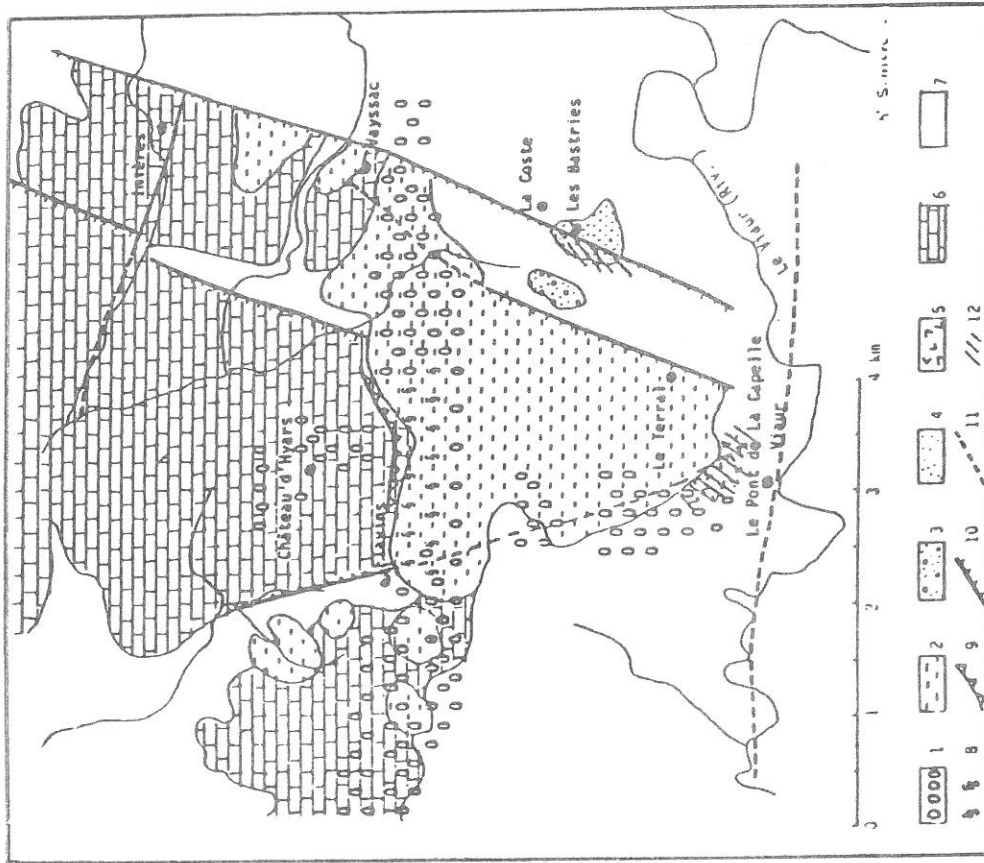 Château d'Hyars
Vayssac
La Coste
Les Bastries
Le Terral
Le Pont de La Capelle
Viaur
Le Viaur (Riv.)
0 1 2 3 4 km
1 2 3 4 5 6 7
8 9 10 11 12